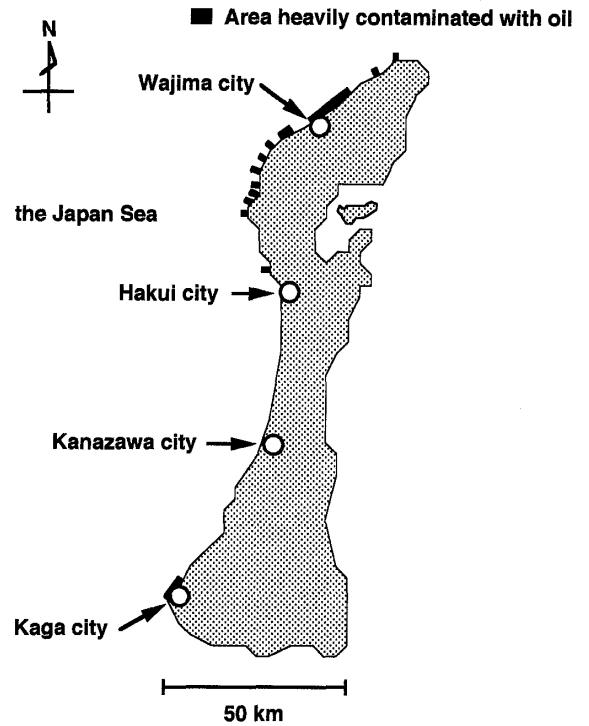 Area heavily contaminated with oil
N
Wajima city
the Japan Sea
Hakui city
Kanazawa city
Kaga city
50 km